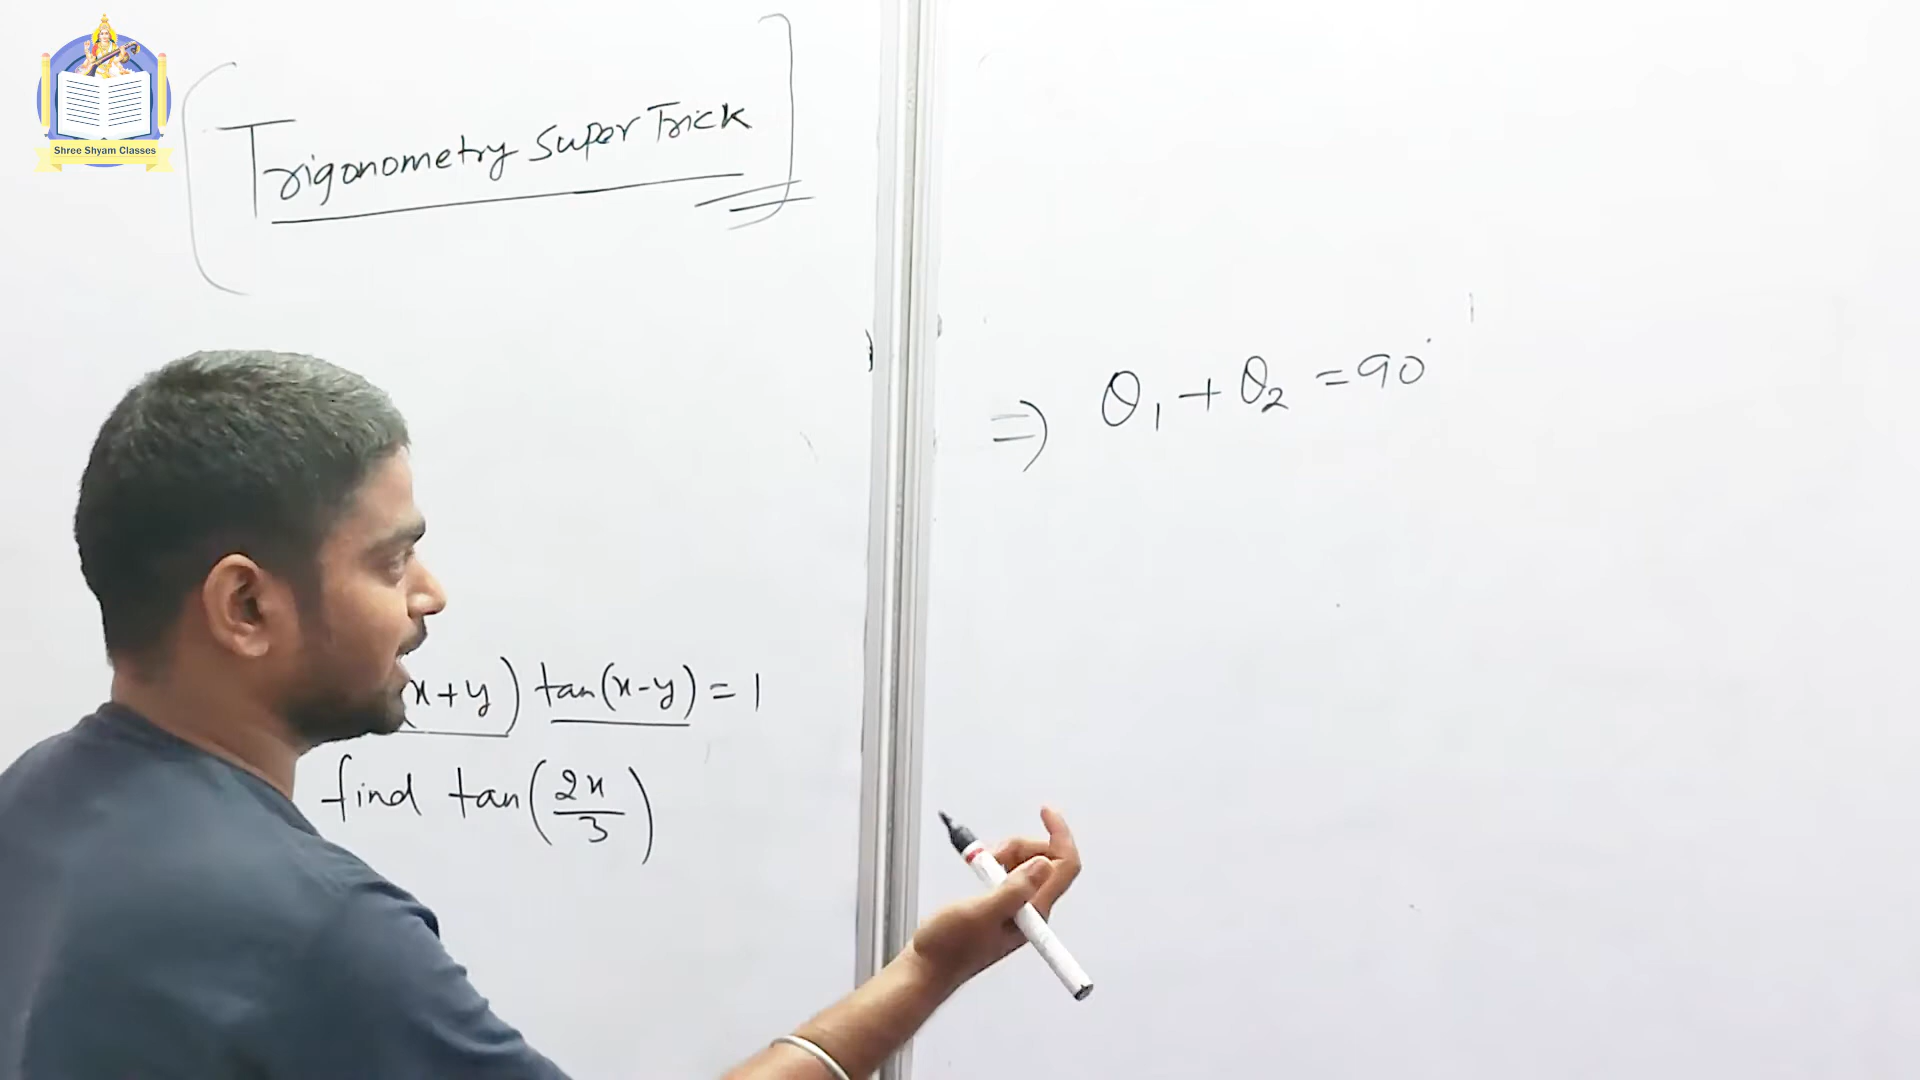 Shree Shyam Classes
Trigonometry Super Trick
⇒ θ₁ + θ₂ = 90°
(x+y) tan(x-y) = 1
find tan(2x/3)